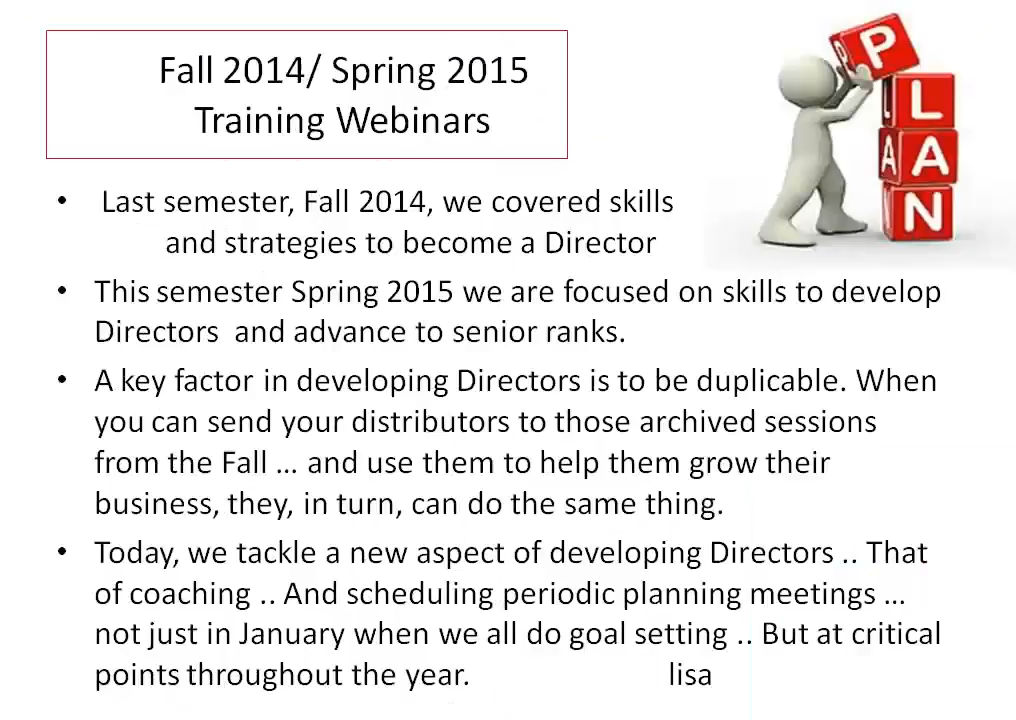 Fall 2014/ Spring 2015
Training Webinars
P
L
A A
N
• Last semester, Fall 2014, we covered skills
and strategies to become a Director
• This semester Spring 2015 we are focused on skills to develop
Directors and advance to senior ranks.
• A key factor in developing Directors is to be duplicable. When
you can send your distributors to those archived sessions
from the Fall … and use them to help them grow their
business, they, in turn, can do the same thing.
• Today, we tackle a new aspect of developing Directors .. That
of coaching .. And scheduling periodic planning meetings …
not just in January when we all do goal setting .. But at critical
points throughout the year. lisa